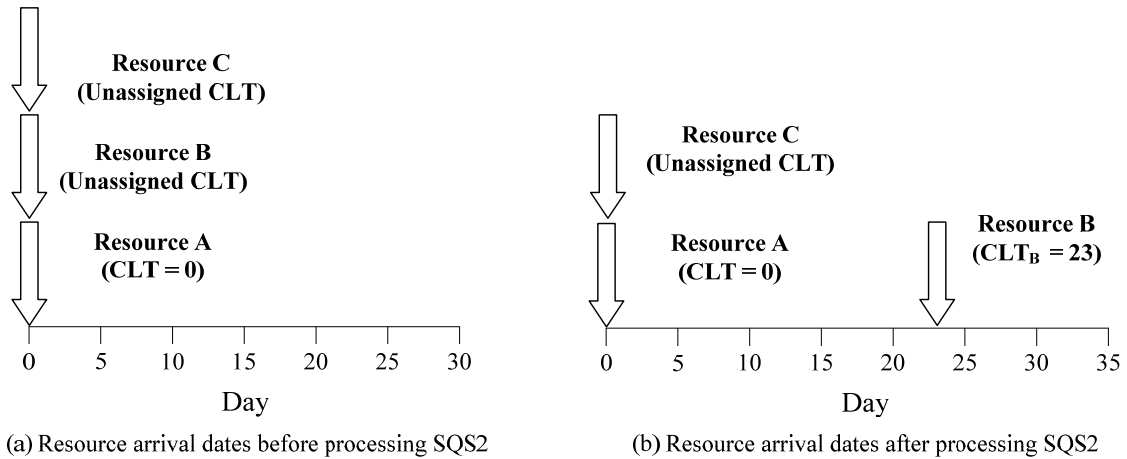 Resource C
(Unassigned CLT)
Resource B
(Unassigned CLT)
Resource A
(CLT = 0)
0 5 10 15 20 25 30
Day
(a) Resource arrival dates before processing SQS2
Resource C
(Unassigned CLT)
Resource A
(CLT = 0)
Resource B
(CLTB = 23)
0 5 10 15 20 25 30 35
Day
(b) Resource arrival dates after processing SQS2